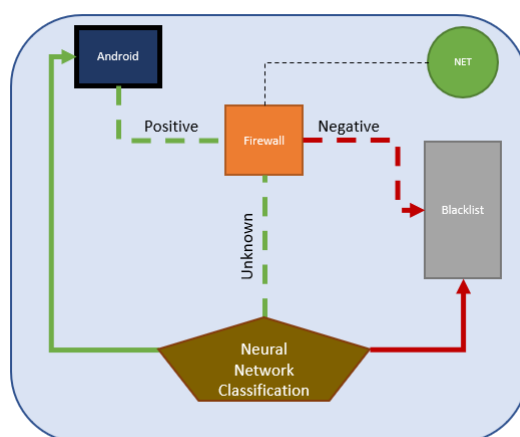 Android
NET
Positive
Firewall
Negative
Blacklist
Unknown
Neural
Network
Classification